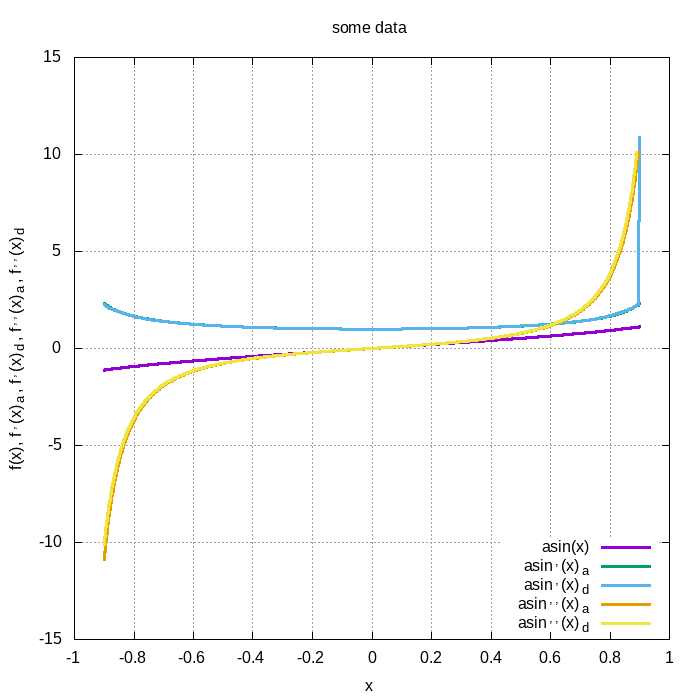 some data
15
10
5
0
-5
-10
-15
f(x), f'(x)a, f'(x)d, f''(x)a, f''(x)d
asin(x)
asin'(x)a
asin'(x)d
asin''(x)a
asin''(x)d
-1 -0.8 -0.6 -0.4 -0.2 0 0.2 0.4 0.6 0.8 1
x